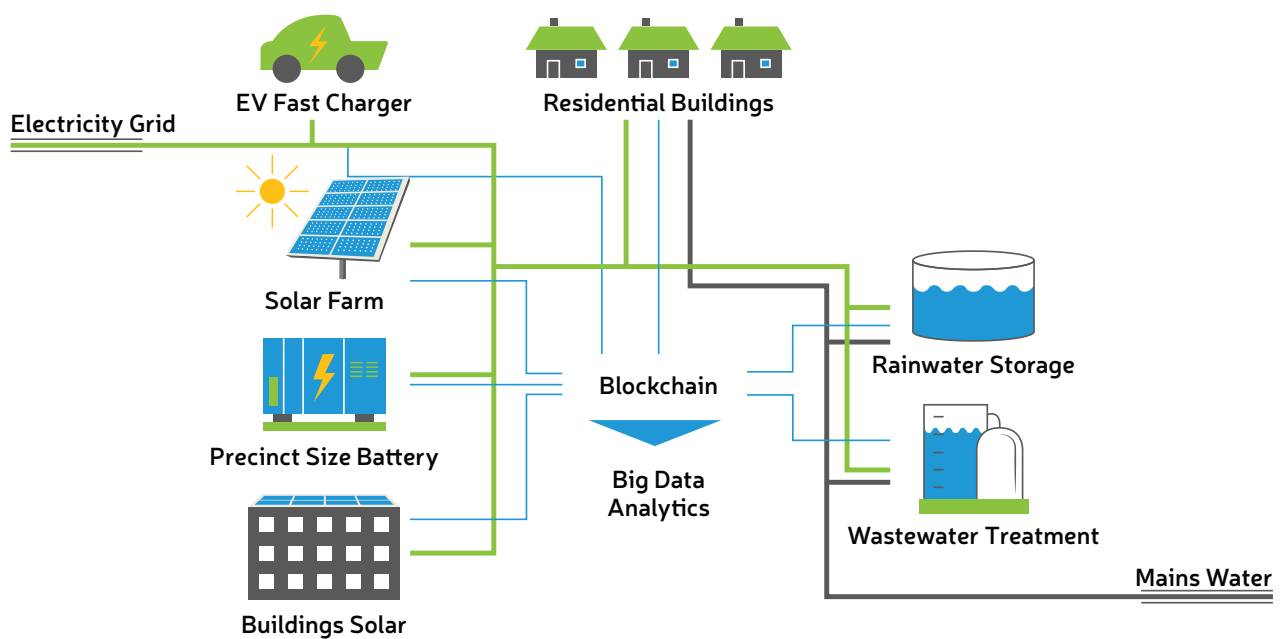 EV Fast Charger
Residential Buildings
Electricity Grid
Solar Farm
Rainwater Storage
Blockchain
Precinct Size Battery
Big Data
Analytics
Wastewater Treatment
Mains Water
Buildings Solar